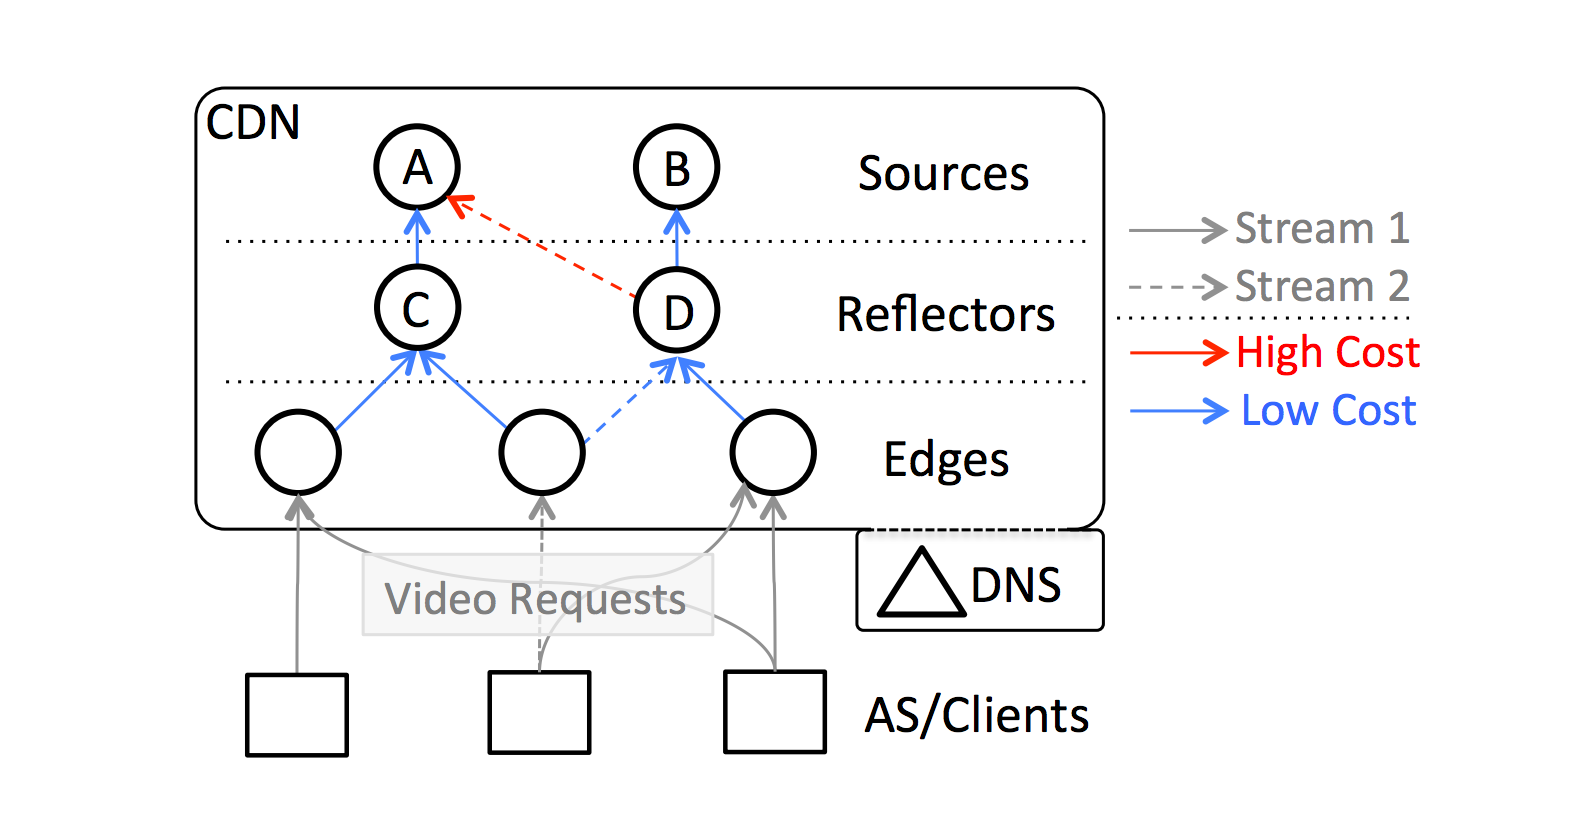 CDN
A
B
Sources
Stream 1
Stream 2
C
D
Reflectors
High Cost
Low Cost
Edges
Video Requests
DNS
AS/Clients